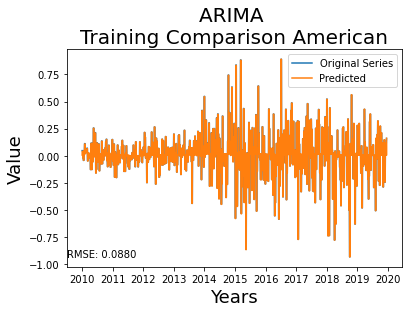 ARIMA
Training Comparison American
Original Series
Predicted
Value
0.75
0.50
0.25
0.00
−0.25
−0.50
−0.75
−1.00
RMSE: 0.0880
2010 2011 2012 2013 2014 2015 2016 2017 2018 2019 2020
Years